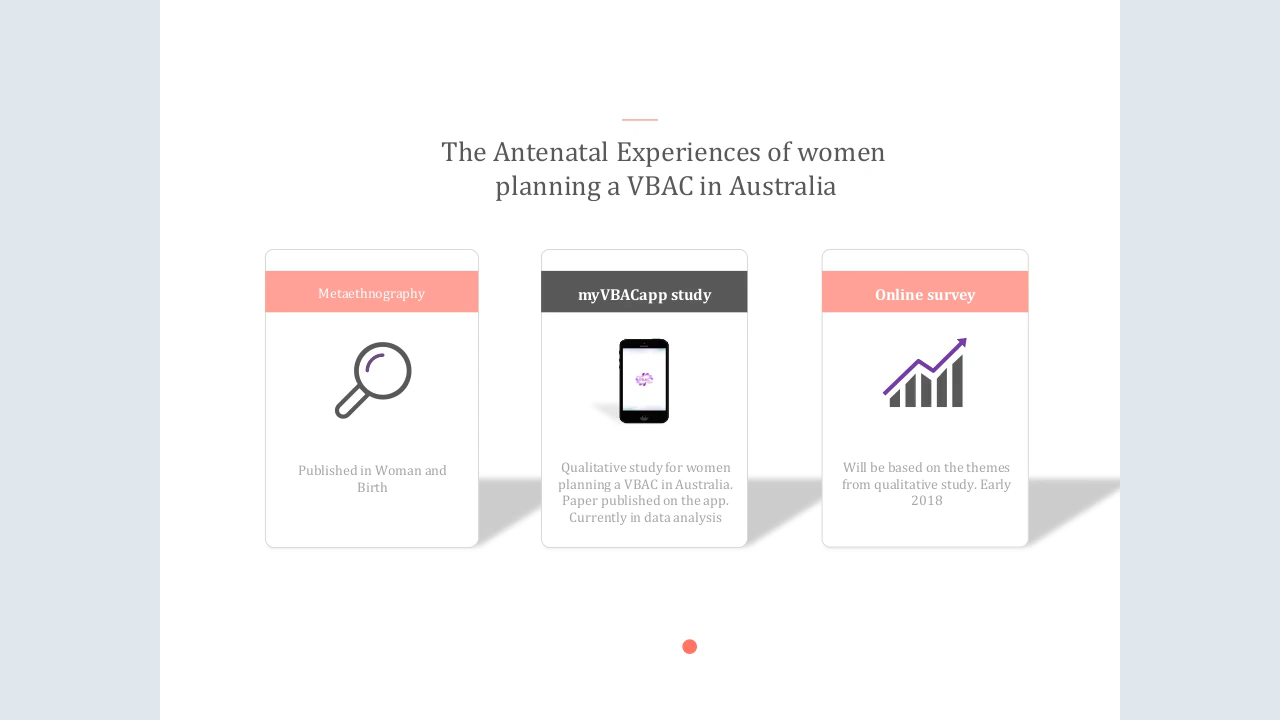 The Antenatal Experiences of women
planning a VBAC in Australia
Metaethnography
Published in Woman and
Birth
myVBACapp study
Qualitative study for women
planning a VBAC in Australia.
Paper published on the app.
Currently in data analysis
Online survey
Will be based on the themes
from qualitative study. Early
2018